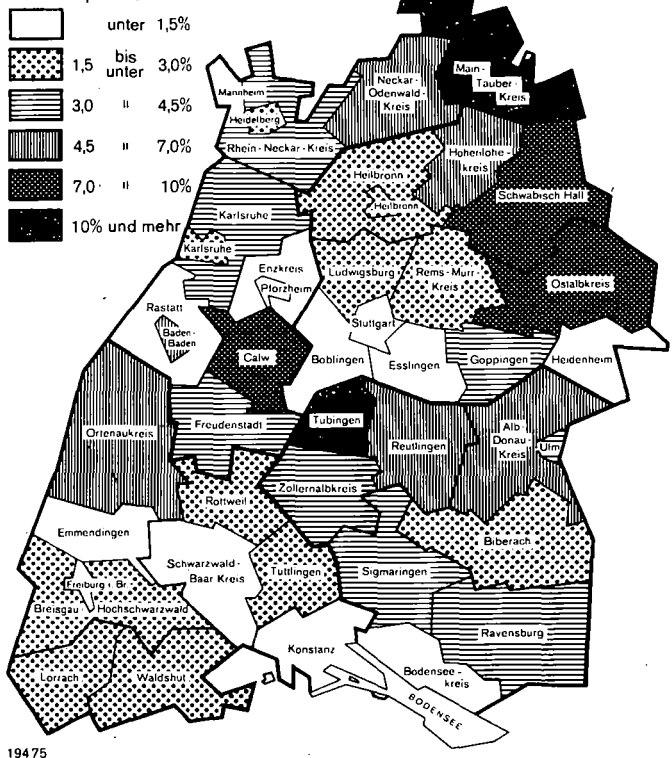 unter 1,5%
1,5 bis unter 3,0%
3,0 " 4,5%
4,5 " 7,0%
7,0 " 10%
10% und mehr
Neckar-
Odenwald-
Kreis
Main-
Tauber-
Kreis
Mannheim
Heidelberg
Rhein-Neckar-Kreis
Hohenlohe-
kreis
Heilbronn
Heilbronn
Schwabisch Hall
Karlsruhe
Karlsruhe
Enzkreis
Pforzheim
Ludwigsburg
Rems-Murr-
Kreis
Ostalbkreis
Rastatt
Baden-
Baden
Stuttgart
Calw
Boblingen
Esslingen
Goppingen
Heidenheim
Ortenaukreis
Freudenstadt
Tubingen
Reutlingen
Alb-
Donau-
Kreis
Ulm
Rottweil
Zollernalbkreis
Emmendingen
Biberach
Schwarzwald-
Baar Kreis
Tuttlingen
Sigmaringen
Freiburg i. Br
Breisgau-Hochschwarzwald
Konstanz
Ravensburg
Lorrach
Waldshut
Bodensee-
kreis
BODENSEE
19475